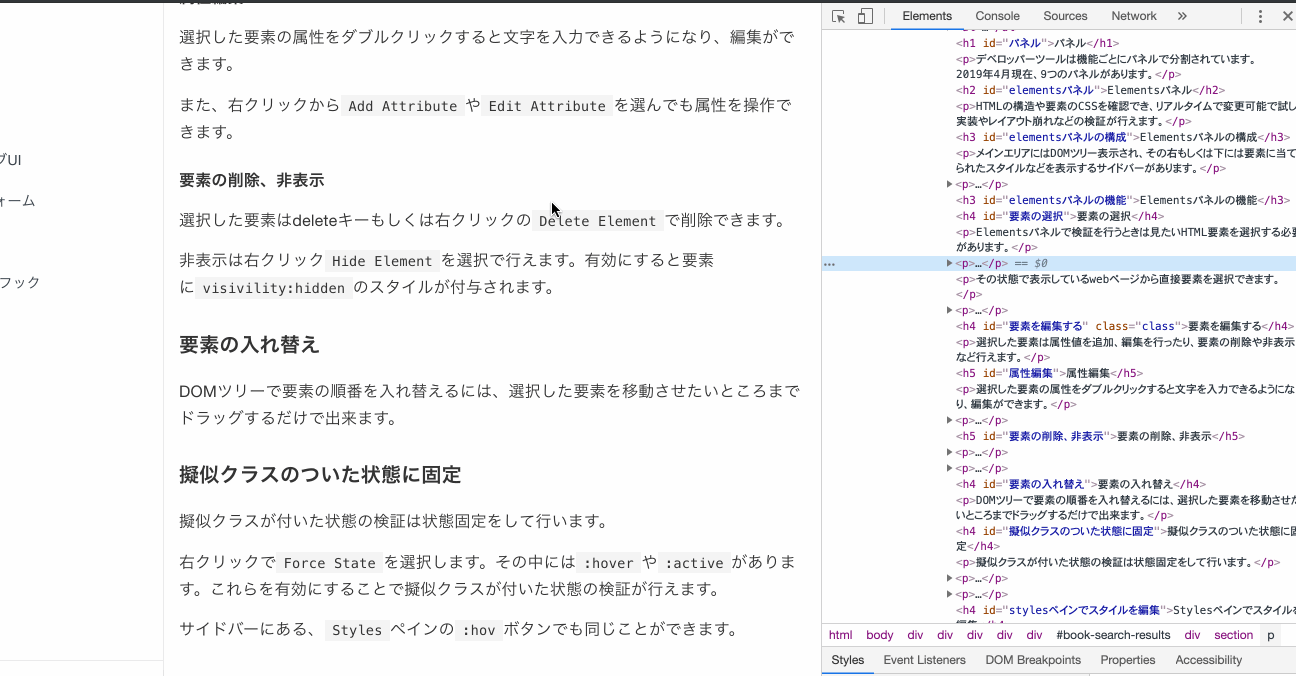 選択した要素の属性をダブルクリックすると文字を入力できるようになり、編集がで
きます。
また、右クリックから Add Attribute や Edit Attribute を選んでも属性を操作で
きます。
要素の削除、非表示
選択した要素はdeleteキーもしくは右クリックの Delete Element で削除できます。
非表示は右クリック Hide Element を選択で行えます。有効にすると要素
に visivility:hidden のスタイルが付与されます。
要素の入れ替え
DOMツリーで要素の順番を入れ替えるには、選択した要素を移動させたいところまで
ドラッグするだけで出来ます。
擬似クラスのついた状態に固定
擬似クラスが付いた状態の検証は状態固定をして行います。
右クリックで Force State を選択します。その中には :hover や :active がありま
す。これらを有効にすることで擬似クラスが付いた状態の検証が行えます。
サイドバーにある、 Styles ペインの :hov ボタンでも同じことができます。
ブUI
ォーム
フック
Elements Console Sources Network »
<h1 id="パネル">パネル</h1>
<p>デベロッパーツールは機能ごとにパネルで分割されています。
2019年4月現在、9つのパネルがあります。</p>
<h2 id="elementsパネル">Elementsパネル</h2>
<p>HTMLの構造や要素のCSSを確認でき、リアルタイムで変更可能で試し
実装やレイアウト崩れなどの検証が行えます。</p>
<h3 id="elementsパネルの構成">Elementsパネルの構成</h3>
<p>メインエリアにはDOMツリー表示され、その右もしくは下には要素に当て
られたスタイルなどを表示するサイドバーがあります。</p>
<p>…</p>
<h3 id="elementsパネルの機能">Elementsパネルの機能</h3>
<h4 id="要素の選択">要素の選択</h4>
<p>Elementsパネルで検証を行うときは見たいHTML要素を選択する必要
があります。</p>
<p>…</p> == $0
<p>その状態で表示しているwebページから直接要素を選択できます。
</p>
<p>…</p>
<h4 id="要素を編集する" class="class">要素を編集する</h4>
<p>選択した要素は属性値を追加、編集を行ったり、要素の削除や非表示
など行えます。</p>
<h5 id="属性編集">属性編集</h5>
<p>選択した要素の属性をダブルクリックすると文字を入力できるようにな
り、編集ができます。</p>
<p>…</p>
<h5 id="要素の削除、非表示">要素の削除、非表示</h5>
<p>…</p>
<p>…</p>
<h4 id="要素の入れ替え">要素の入れ替え</h4>
<p>DOMツリーで要素の順番を入れ替えるには、選択した要素を移動させた
いところまでドラッグするだけで出来ます。</p>
<h4 id="擬似クラスのついた状態に固定">擬似クラスのついた状態に固
定</h4>
<p>擬似クラスが付いた状態の検証は状態固定をして行います。</p>
<p>…</p>
<p>…</p>
<h4 id="stylesペインでスタイルを編集">Stylesペインでスタイルを
html body div div div div div #book-search-results div section p
Styles Event Listeners DOM Breakpoints Properties Accessibility